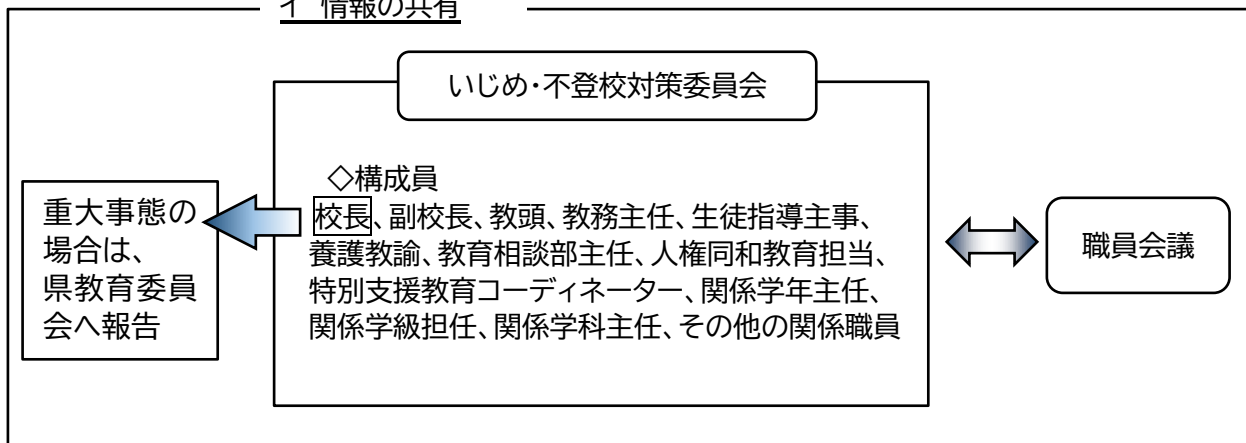 イ 情報の共有
いじめ・不登校対策委員会
◇構成員
校長、副校長、教頭、教務主任、生徒指導主事、
養護教諭、教育相談部主任、人権同和教育担当、
特別支援教育コーディネーター、関係学年主任、
関係学級担任、関係学科主任、その他の関係職員
重大事態の
場合は、
県教育委員
会へ報告
職員会議